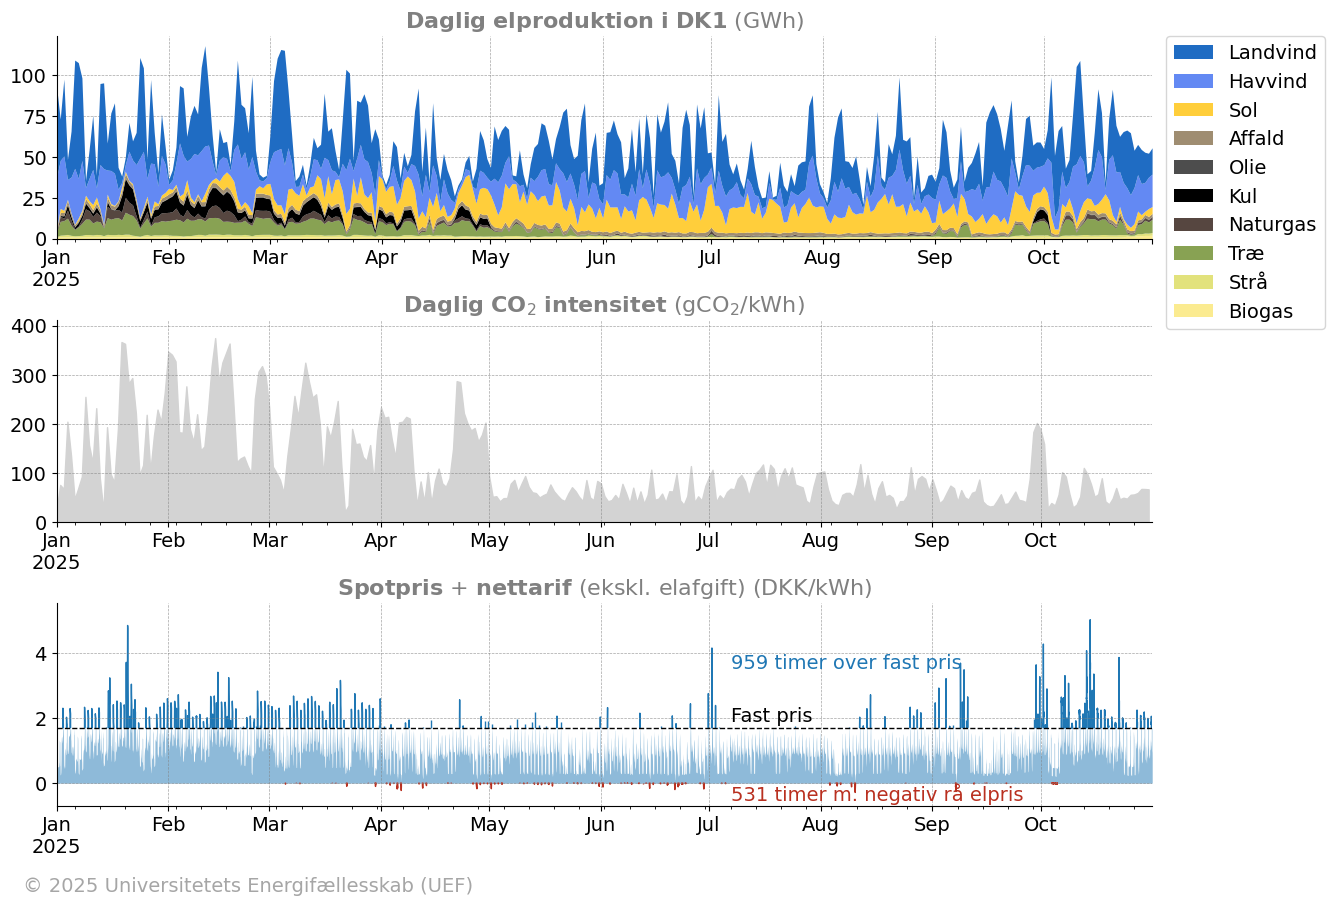 Daglig elproduktion i DK1 (GWh)
100
75
50
25
0
Jan Feb Mar Apr May Jun Jul Aug Sep Oct
2025
Landvind
Havvind
Sol
Affald
Olie
Kul
Naturgas
Træ
Strå
Biogas
Daglig CO₂ intensitet (gCO₂/kWh)
400
300
200
100
0
Jan Feb Mar Apr May Jun Jul Aug Sep Oct
2025
Spotpris + nettarif (ekskl. elafgift) (DKK/kWh)
4
959 timer over fast pris
2
Fast pris
0
531 timer m. negativ rå elpris
Jan Feb Mar Apr May Jun Jul Aug Sep Oct
2025
© 2025 Universitetets Energifællesskab (UEF)